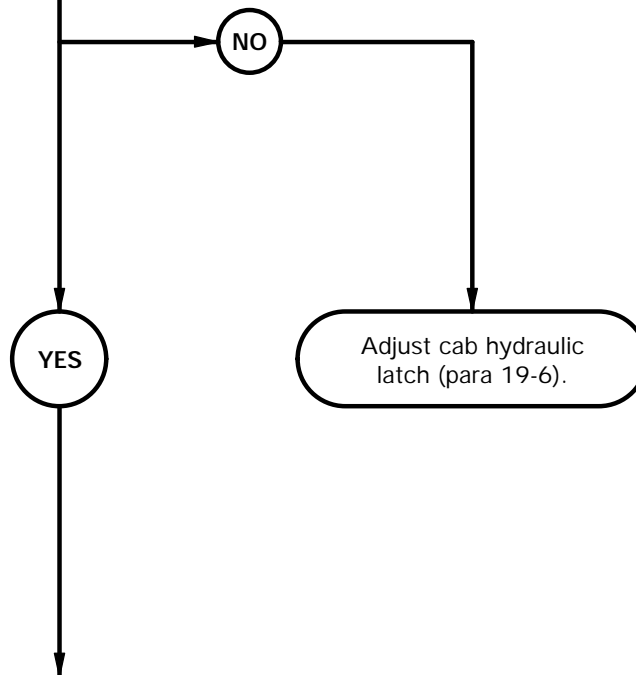 NO
YES
Adjust cab hydraulic
latch (para 19-6).